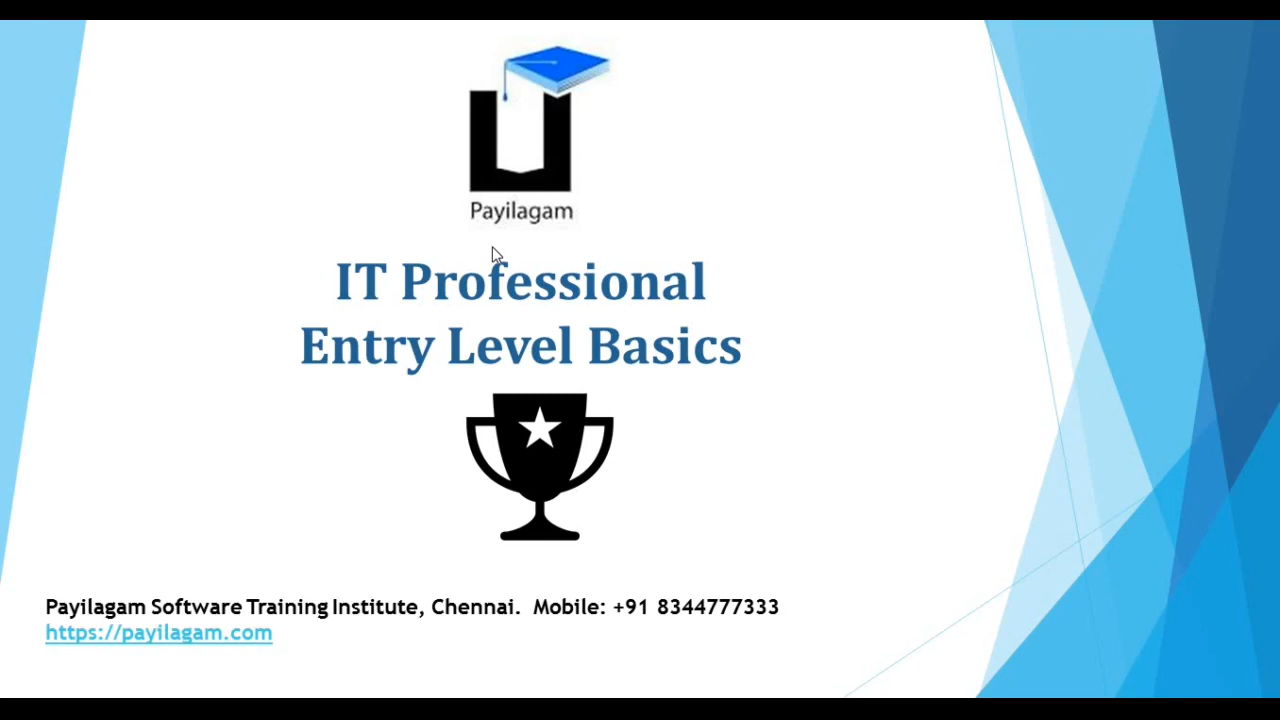 Payilagam
IT Professional
Entry Level Basics
Payilagam Software Training Institute, Chennai.  Mobile: +91 8344777333
https://payilagam.com